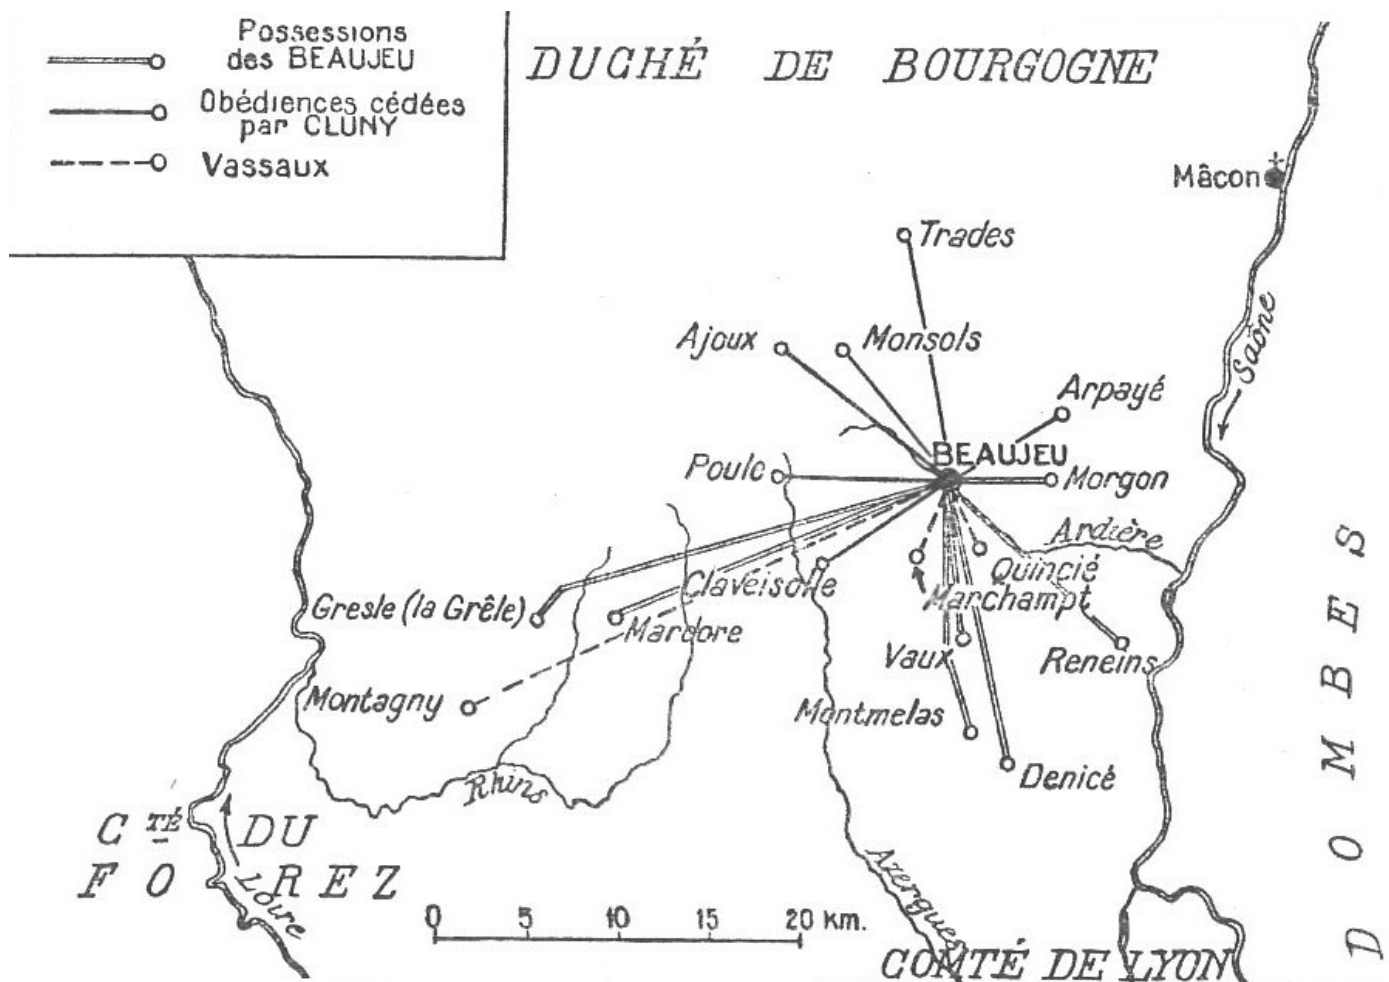 Possessions
des BEAUJEU
Obédiences cédées
par CLUNY
Vassaux
DUCHÉ DE BOURGOGNE
Mâcon
Trades
Ajoux
Monsols
Saône
Arpayé
BEAUJEU
Poule
Morgon
Ardière
Quincié
Claveisolle
Marchampt
Gresle (la Grêle)
Mardore
Vaux
Reneins
Montagny
Montmelas
Denicé
Rhins
CTÉ DU
FOREZ
Loire
Azergues
0 5 10 15 20 Km.
COMTÉ DE LYON
DOMBES